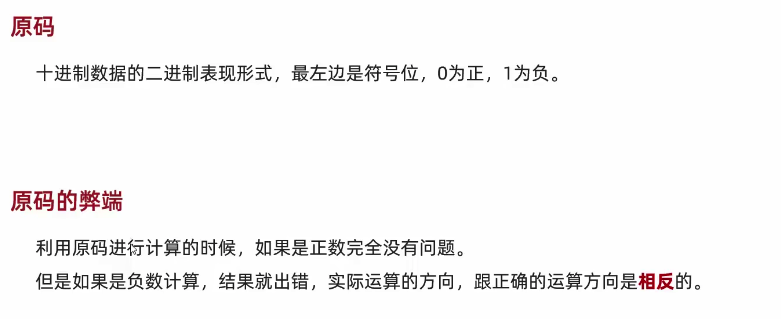 原码
十进制数据的二进制表现形式，最左边是符号位，0为正，1为负。
原码的弊端
利用原码进行计算的时候，如果是正数完全没有问题。
但是如果是负数计算，结果就出错，实际运算的方向，跟正确的运算方向是相反的。